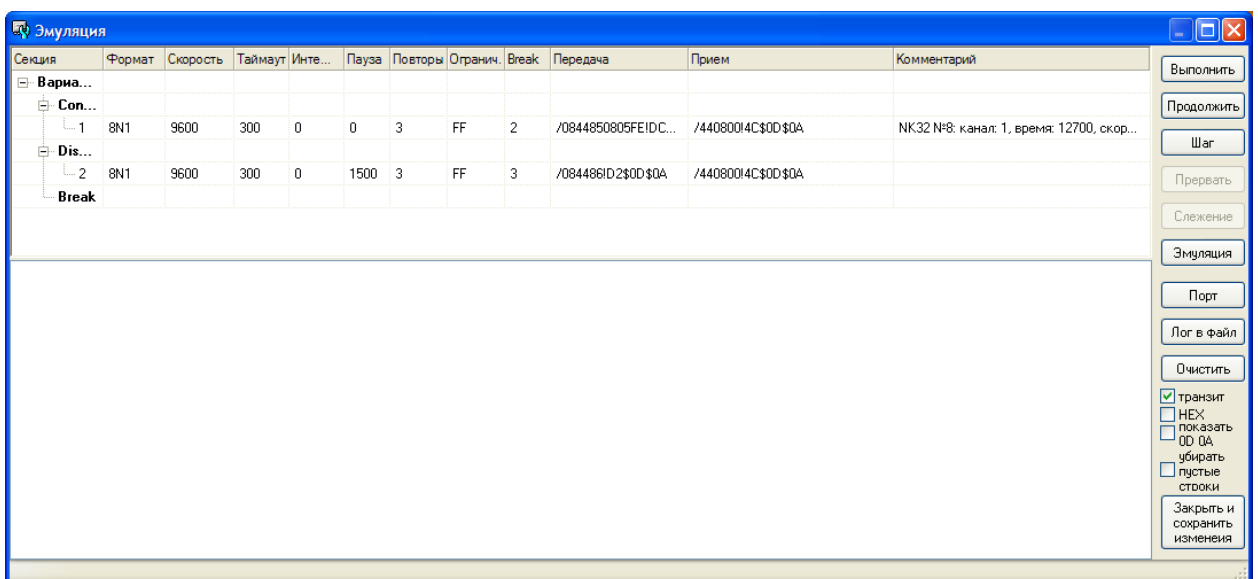 Эмуляция
Секция Формат Скорость Таймаут Инте... Пауза Повторы Огранич. Break Передача Прием Комментарий
Вариа...
Con...
1 8N1 9600 300 0 0 3 FF 2 /0844850805FE!DC... /440800!4C$0D$0A NK32 №8: канал: 1, время: 12700, скор...
Dis...
2 8N1 9600 300 0 1500 3 FF 3 /084486!D2$0D$0A /440800!4C$0D$0A
Break
Выполнить
Продолжить
Шаг
Прервать
Слежение
Эмуляция
Порт
Лог в файл
Очистить
транзит
HEX
показать
0D 0A
убирать
пустые
строки
Закрыть и
сохранить
изменеия